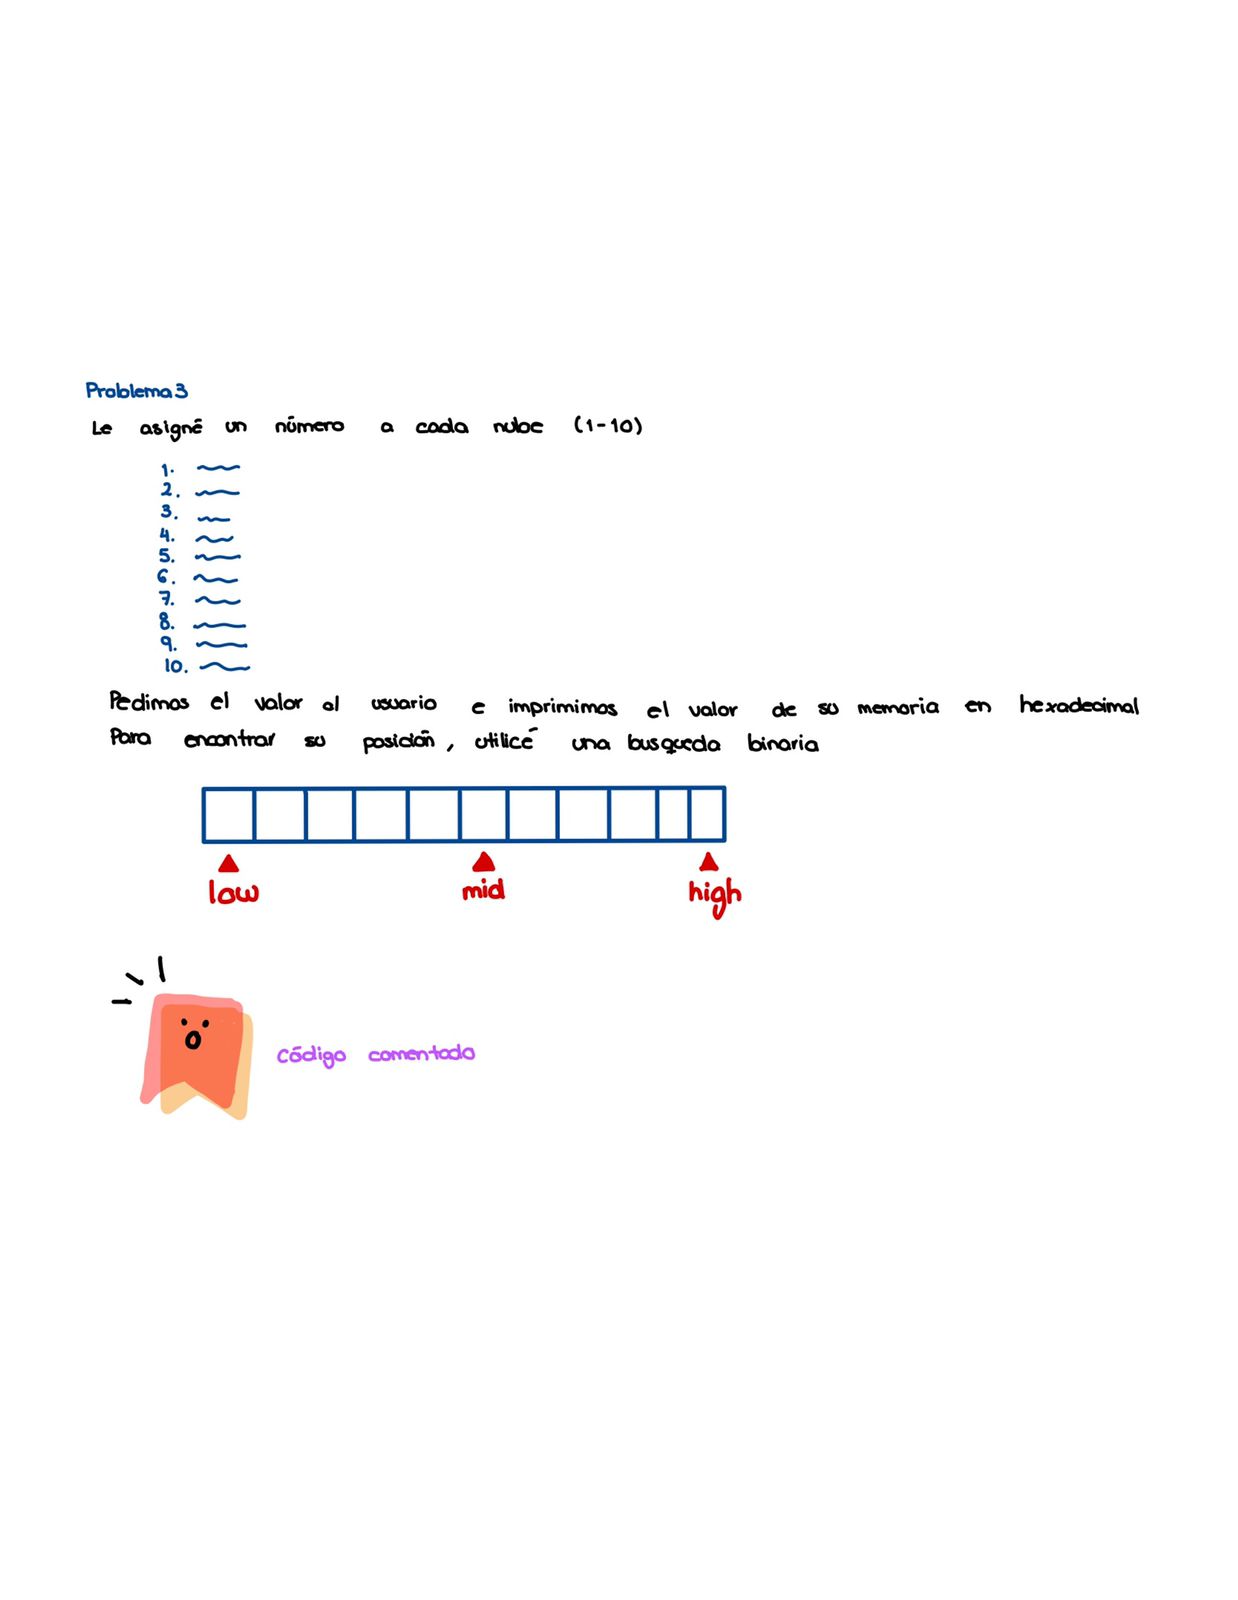 Problema 3
Le asigné un número a cada nube (1-10)
1.
2.
3.
4.
5.
6.
7.
8.
9.
10.
Pedimos el valor al usuario e imprimimos el valor de su memoria en hexadecimal
Para encontrar su posición, utilicé una busqueda binaria
low mid high
Código comentado